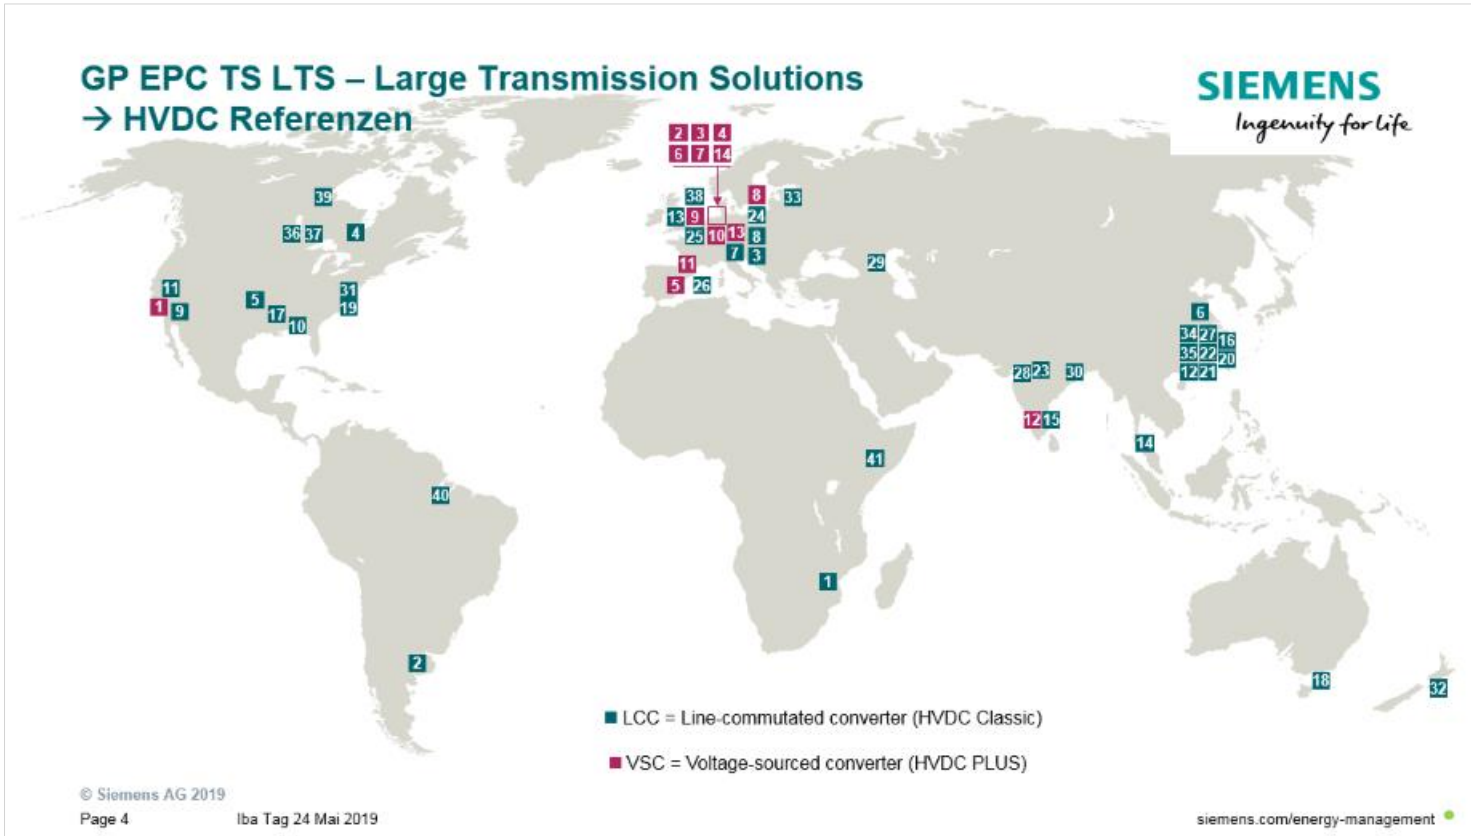 GP EPC TS LTS – Large Transmission Solutions
→ HVDC Referenzen
SIEMENS
Ingenuity for life
2 3 4
6 7 14
39
38 8 33
13 9 24
36 37 4
25 10 13 8
7 3
11 29
11 31
5 26
1 9 5 17 19
10
6
34 27 16
35 22 20
12 21
28 23 30
12 15
14
41
40
1
2
18
32
LCC = Line-commutated converter (HVDC Classic)
VSC = Voltage-sourced converter (HVDC PLUS)
© Siemens AG 2019
Page 4 Iba Tag 24 Mai 2019
siemens.com/energy-management